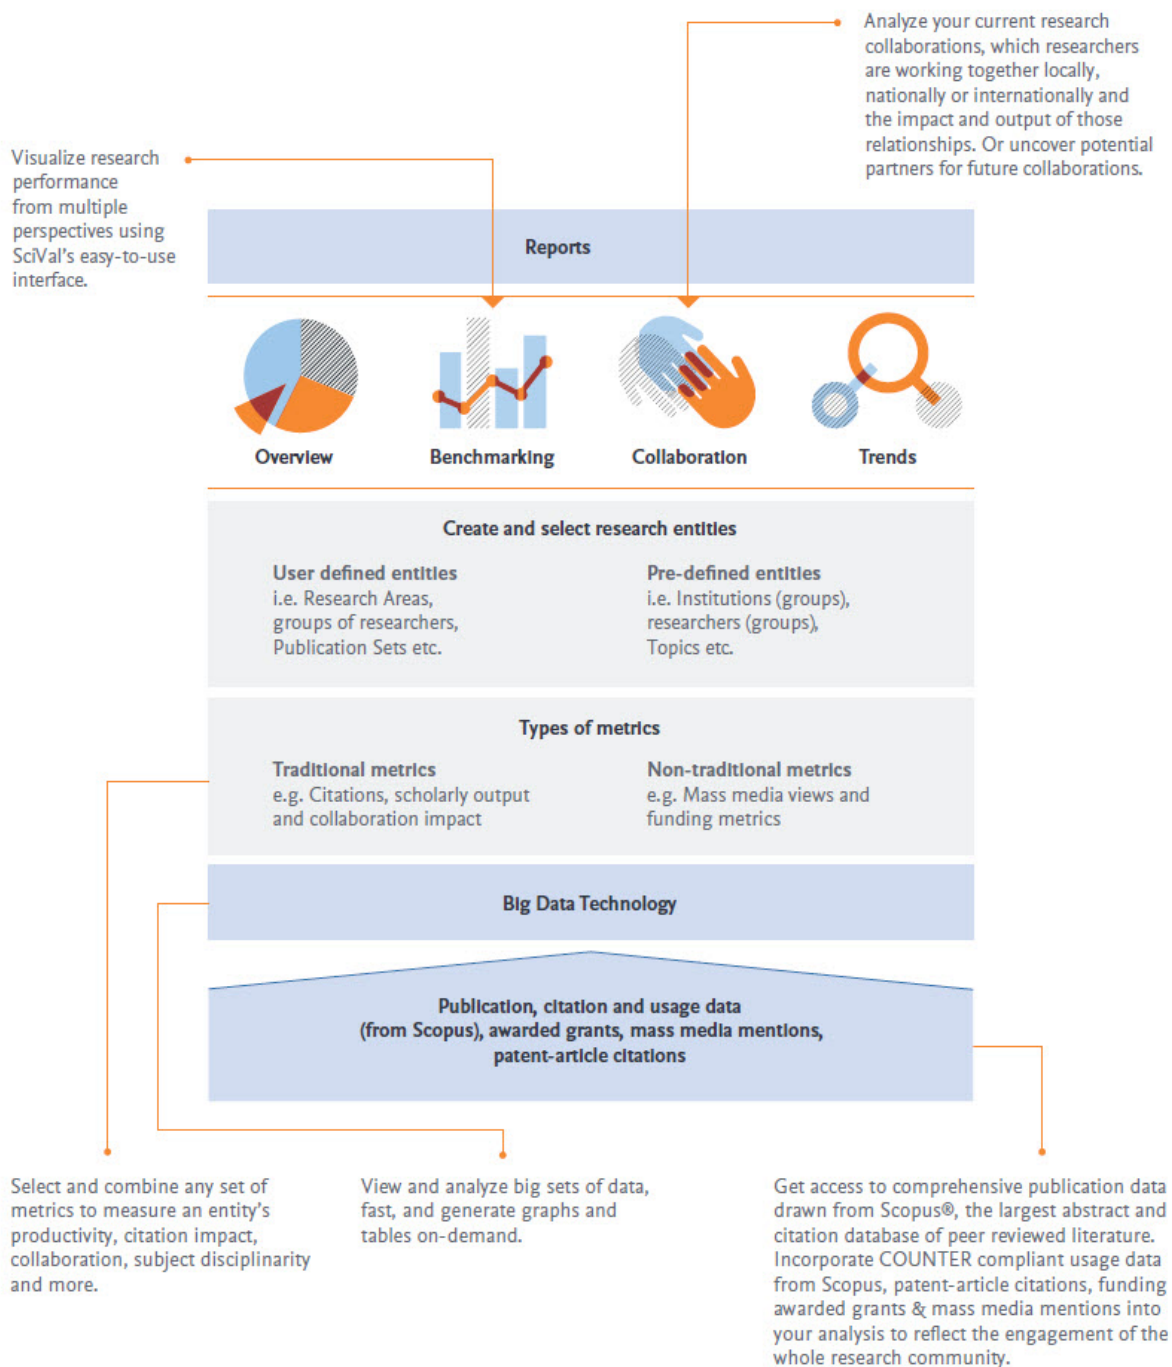 Analyze your current research
collaborations, which researchers
are working together locally,
nationally or internationally and
the impact and output of those
relationships. Or uncover potential
partners for future collaborations.
Visualize research
performance
from multiple
perspectives using
SciVal's easy-to-use
interface.
Reports
Overview
Benchmarking
Collaboration
Trends
Create and select research entities
User defined entities
i.e. Research Areas,
groups of researchers,
Publication Sets etc.
Pre-defined entities
i.e. Institutions (groups),
researchers (groups),
Topics etc.
Types of metrics
Traditional metrics
e.g. Citations, scholarly output
and collaboration impact
Non-traditional metrics
e.g. Mass media views and
funding metrics
Big Data Technology
Publication, citation and usage data
(from Scopus), awarded grants, mass media mentions,
patent-article citations
Select and combine any set of
metrics to measure an entity's
productivity, citation impact,
collaboration, subject disciplinarity
and more.
View and analyze big sets of data,
fast, and generate graphs and
tables on-demand.
Get access to comprehensive publication data
drawn from Scopus®, the largest abstract and
citation database of peer reviewed literature.
Incorporate COUNTER compliant usage data
from Scopus, patent-article citations, funding
awarded grants & mass media mentions into
your analysis to reflect the engagement of the
whole research community.